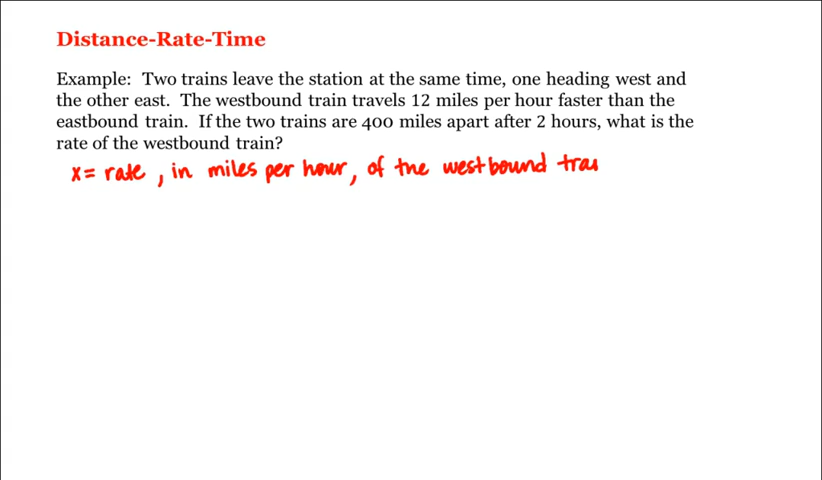 Distance-Rate-Time
Example: Two trains leave the station at the same time, one heading west and
the other east. The westbound train travels 12 miles per hour faster than the
eastbound train. If the two trains are 400 miles apart after 2 hours, what is the
rate of the westbound train?
x= rate, in miles per hour, of the westbound trai